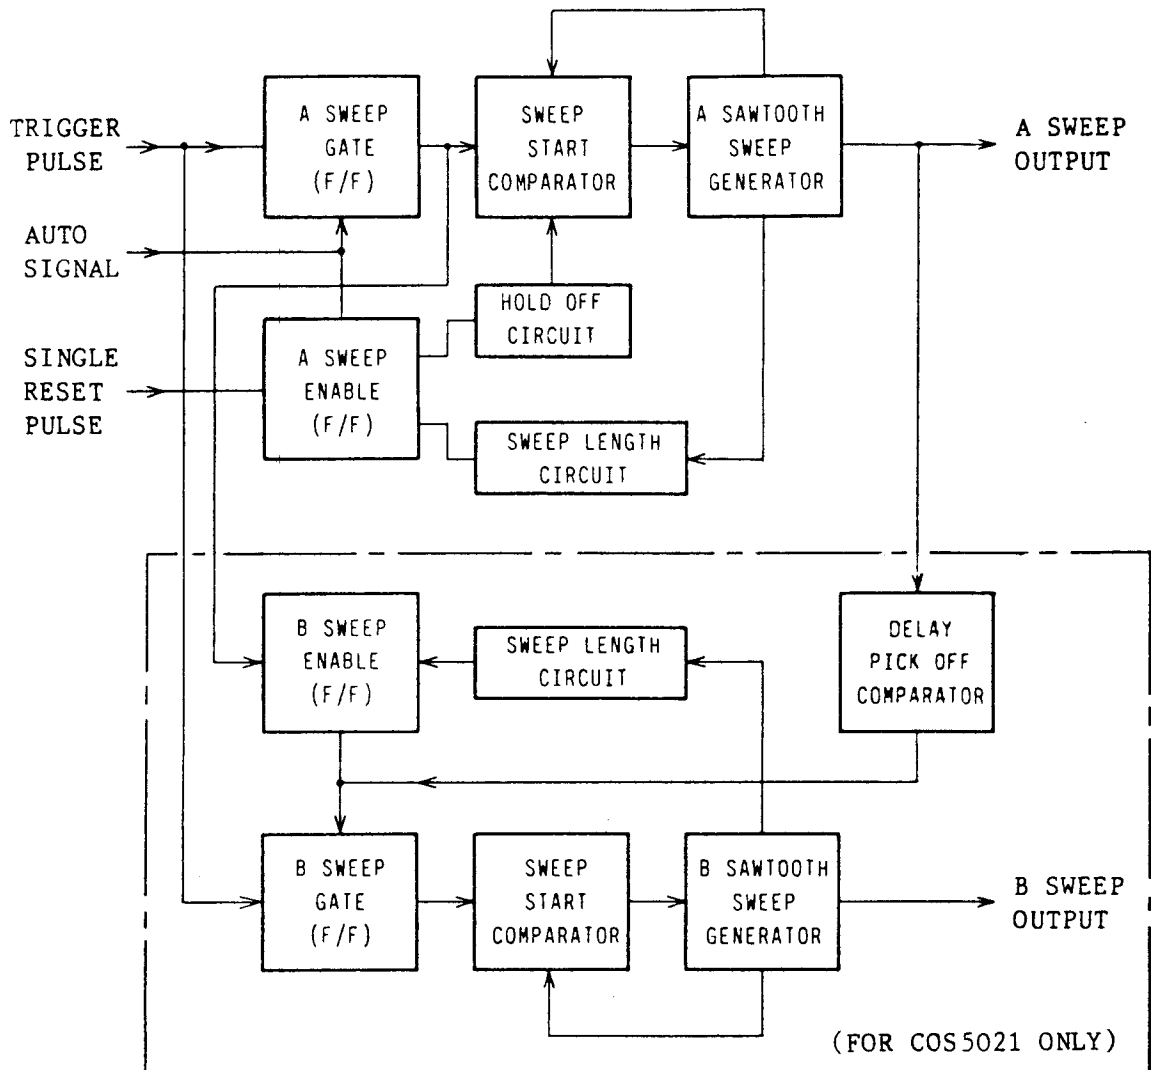 TRIGGER
PULSE
A SWEEP
GATE
(F/F)
SWEEP
START
COMPARATOR
A SAWTOOTH
SWEEP
GENERATOR
A SWEEP
OUTPUT
AUTO
SIGNAL
SINGLE
RESET
PULSE
A SWEEP
ENABLE
(F/F)
HOLD OFF
CIRCUIT
SWEEP LENGTH
CIRCUIT
B SWEEP
ENABLE
(F/F)
SWEEP LENGTH
CIRCUIT
DELAY
PICK OFF
COMPARATOR
B SWEEP
GATE
(F/F)
SWEEP
START
COMPARATOR
B SAWTOOTH
SWEEP
GENERATOR
B SWEEP
OUTPUT
(FOR COS5021 ONLY)